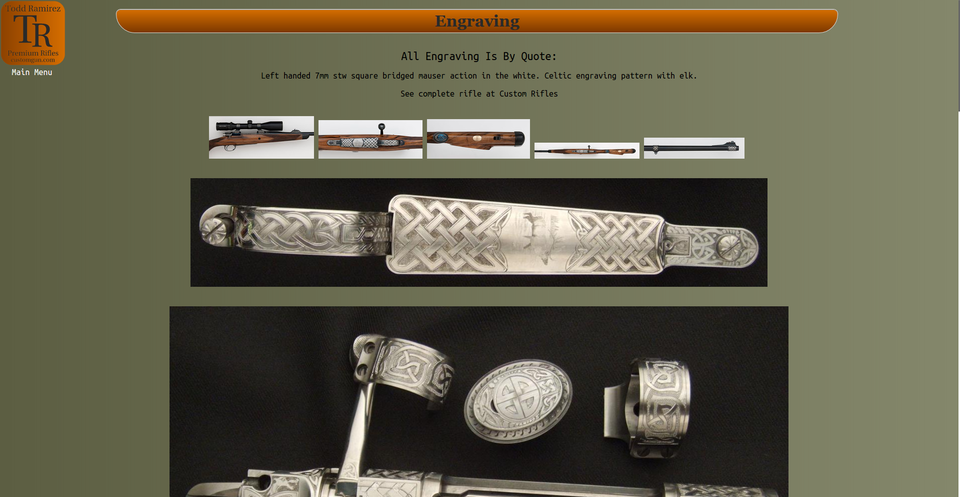 Todd Ramirez
TR
Premium Rifles
Main Menu
Engraving
All Engraving Is By Quote:
Left handed 7mm stw square bridged mauser action in the white. Celtic engraving pattern with elk.
See complete rifle at Custom Rifles